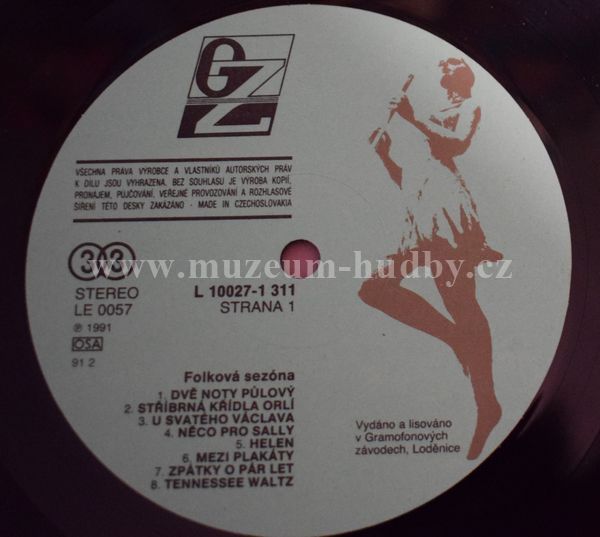 GZ
VŠECHNA PRÁVA VÝROBCE A VLASTNÍKŮ AUTORSKÝCH PRÁV
K DÍLU JSOU VYHRAZENA. BEZ SOUHLASU JE VÝROBA KOPIÍ,
PRONÁJEM, PUJČOVÁNÍ, VEŘEJNÉ PROVOZOVÁNÍ A ROZHLASOVÉ
ŠÍŘENÍ TÉTO DESKY ZAKÁZÁNO · MADE IN CZECHOSLOVAKIA
33
www.muzeum-hudby.cz
STEREO
LE 0057
℗ 1991
OSA
91 2
L 10027-1 311
STRANA 1
Folková sezóna
1. DVĚ NOTY PŮLOVÝ
2. STŘÍBRNÁ KŘÍDLA ORLÍ
3. U SVATÉHO VÁCLAVA
4. NĚCO PRO SALLY
5. HELEN
6. MEZI PLAKÁTY
7. ZPÁTKY O PÁR LET
8. TENNESSEE WALTZ
Vydáno a lisováno
v Gramofonových
závodech, Loděnice